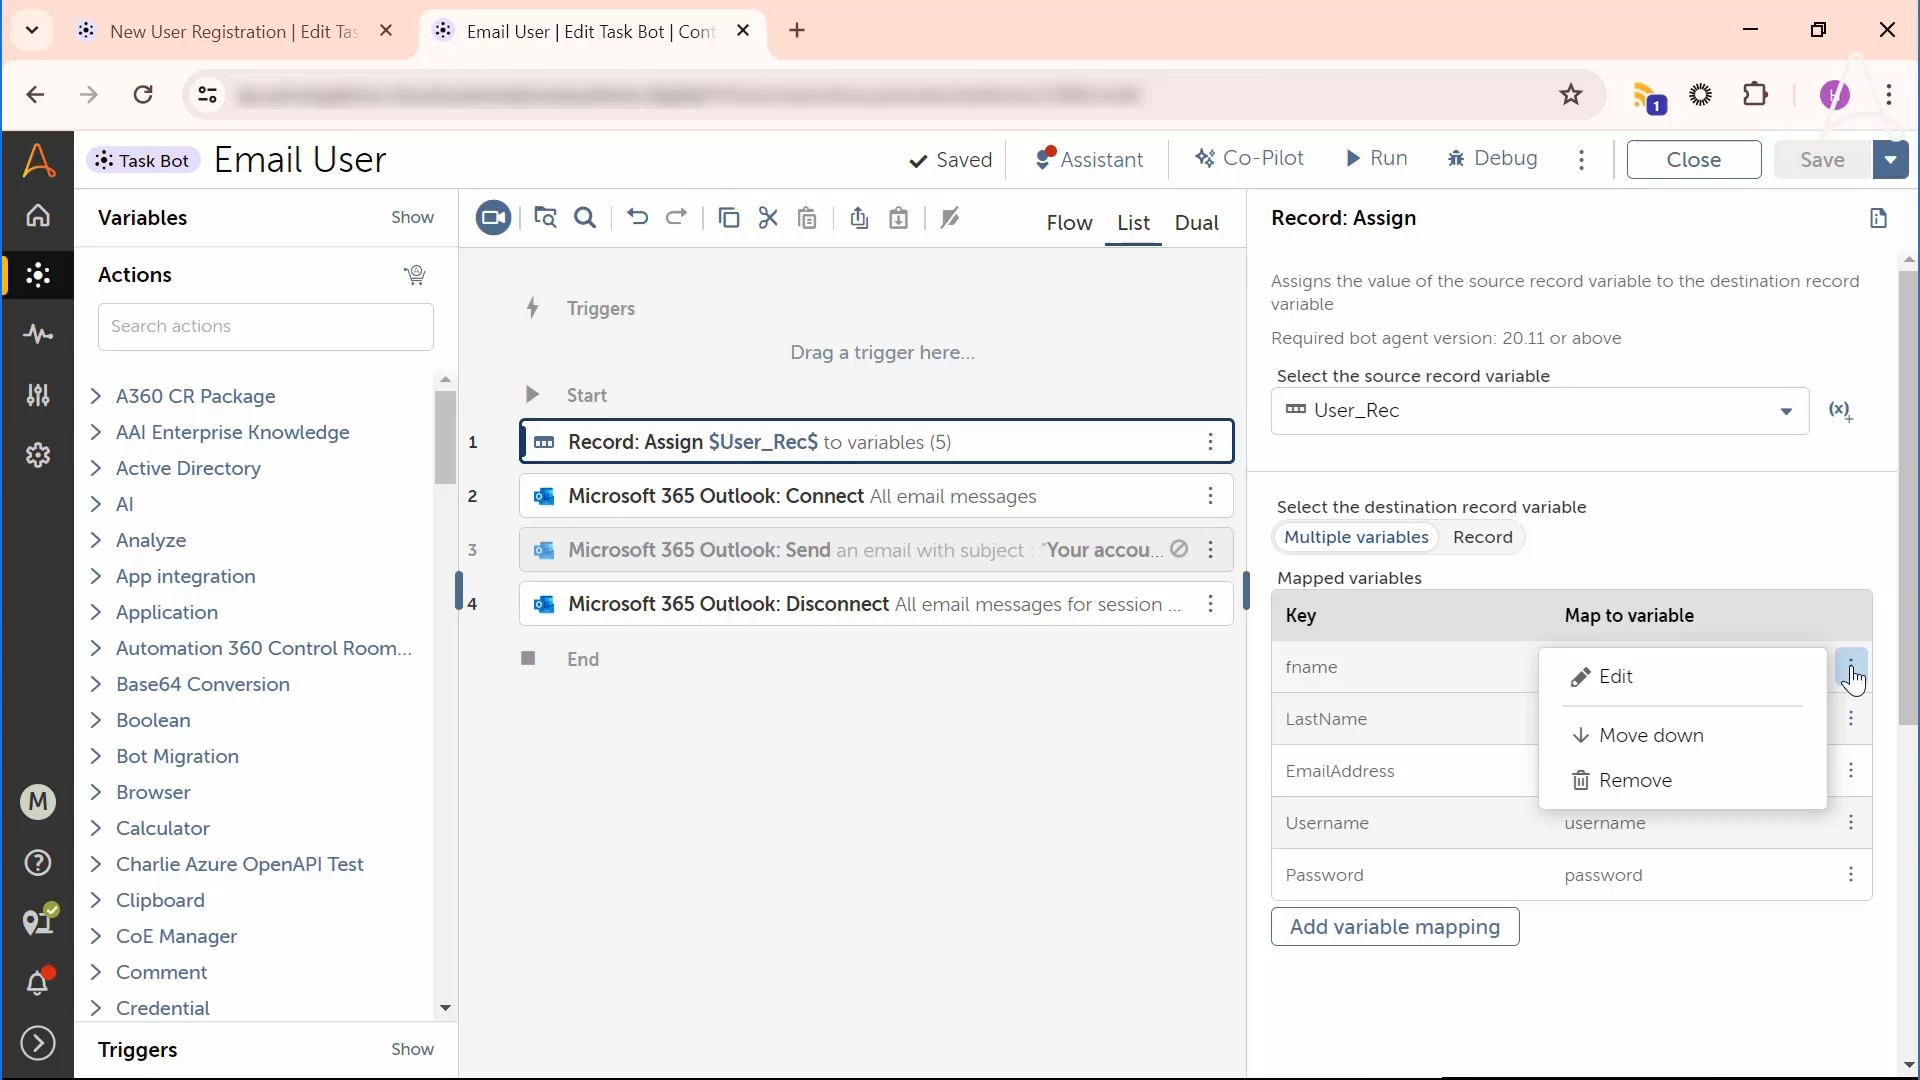 New User Registration | Edit Tas
Email User | Edit Task Bot | Cont
1
H
Task Bot
Email User
Saved
Assistant
Co-Pilot
Run
Debug
Close
Save
Variables
Show
Flow
List
Dual
Record: Assign
Actions
Search actions
A360 CR Package
AAI Enterprise Knowledge
Active Directory
AI
Analyze
App integration
Application
Automation 360 Control Room...
Base64 Conversion
Boolean
Bot Migration
Browser
Calculator
Charlie Azure OpenAPI Test
Clipboard
CoE Manager
Comment
Credential
Triggers
Show
M
Triggers
Drag a trigger here...
Start
1 Record: Assign $User_Rec$ to variables (5)
2 Microsoft 365 Outlook: Connect All email messages
3 Microsoft 365 Outlook: Send an email with subject : "Your accou...
4 Microsoft 365 Outlook: Disconnect All email messages for session ...
End
Assigns the value of the source record variable to the destination record
variable
Required bot agent version: 20.11 or above
Select the source record variable
User_Rec
(x)+
Select the destination record variable
Multiple variables
Record
Mapped variables
Key Map to variable
fname
LastName
EmailAddress
Username username
Password password
Edit
Move down
Remove
Add variable mapping